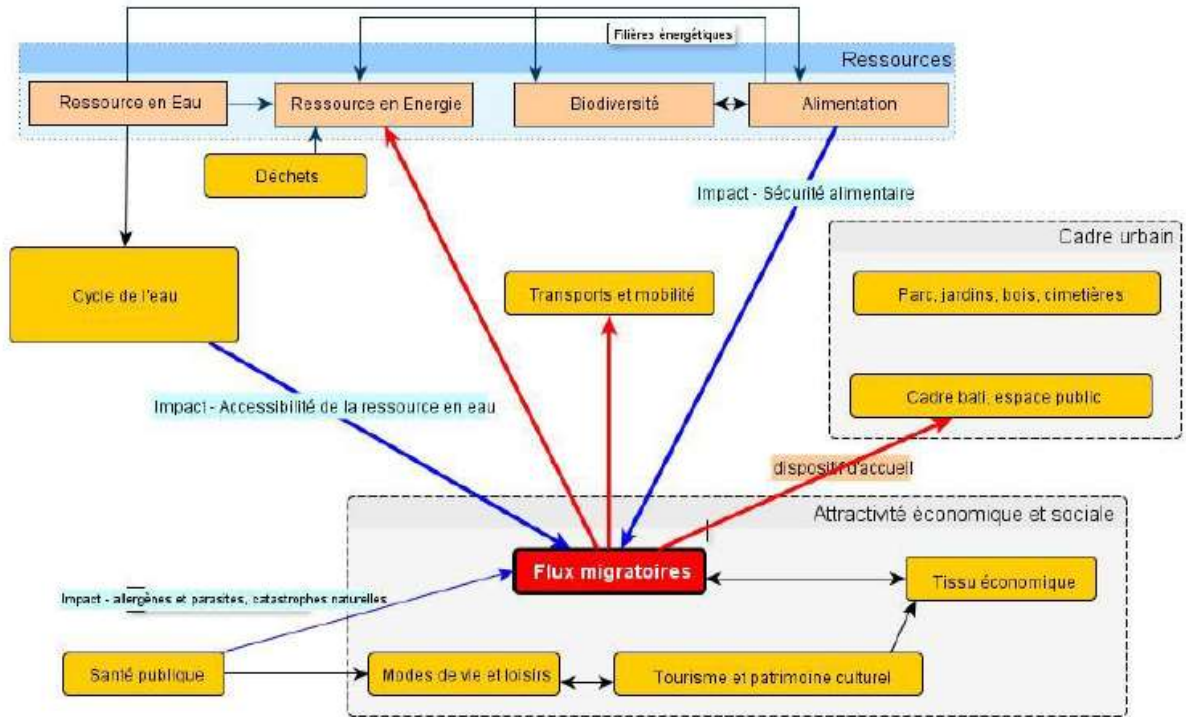 Filières énergétiques
Ressources
Ressource en Eau
Ressource en Energie
Biodiversité
Alimentation
Déchets
Impact - Sécurité alimentaire
Cadre urbain
Cycle de l'eau
Transports et mobilité
Parc, jardins, bois, cimetières
Impact - Accessibilité de la ressource en eau
Cadre bati, espace public
dispositif d'accueil
Attractivité économique et sociale
Flux migratoires
Tissu économique
Impact - allergènes et parasites, catastrophes naturelles
Santé publique
Modes de vie et loisirs
Tourisme et patrimoine culturel